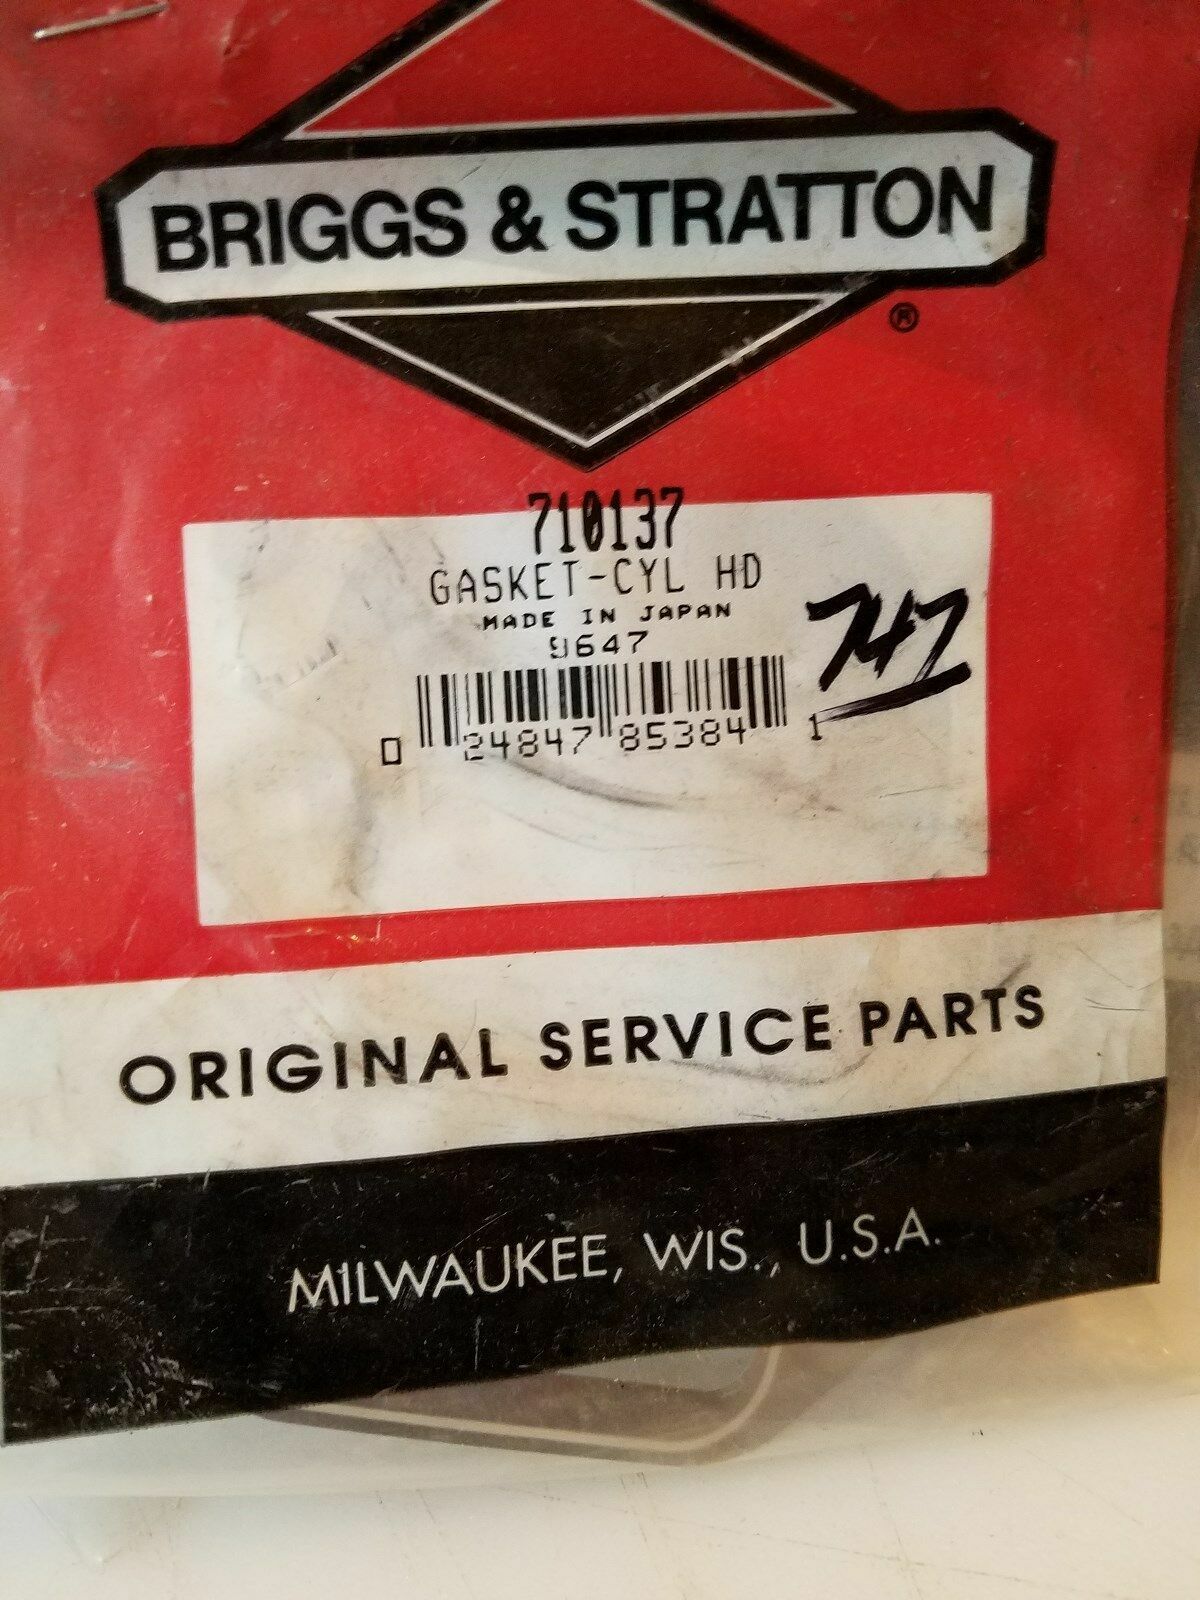 BRIGGS & STRATTON
®
710137
GASKET-CYL HD
MADE IN JAPAN
9647
747
0 24847 85384 1
ORIGINAL SERVICE PARTS
MILWAUKEE, WIS., U.S.A.